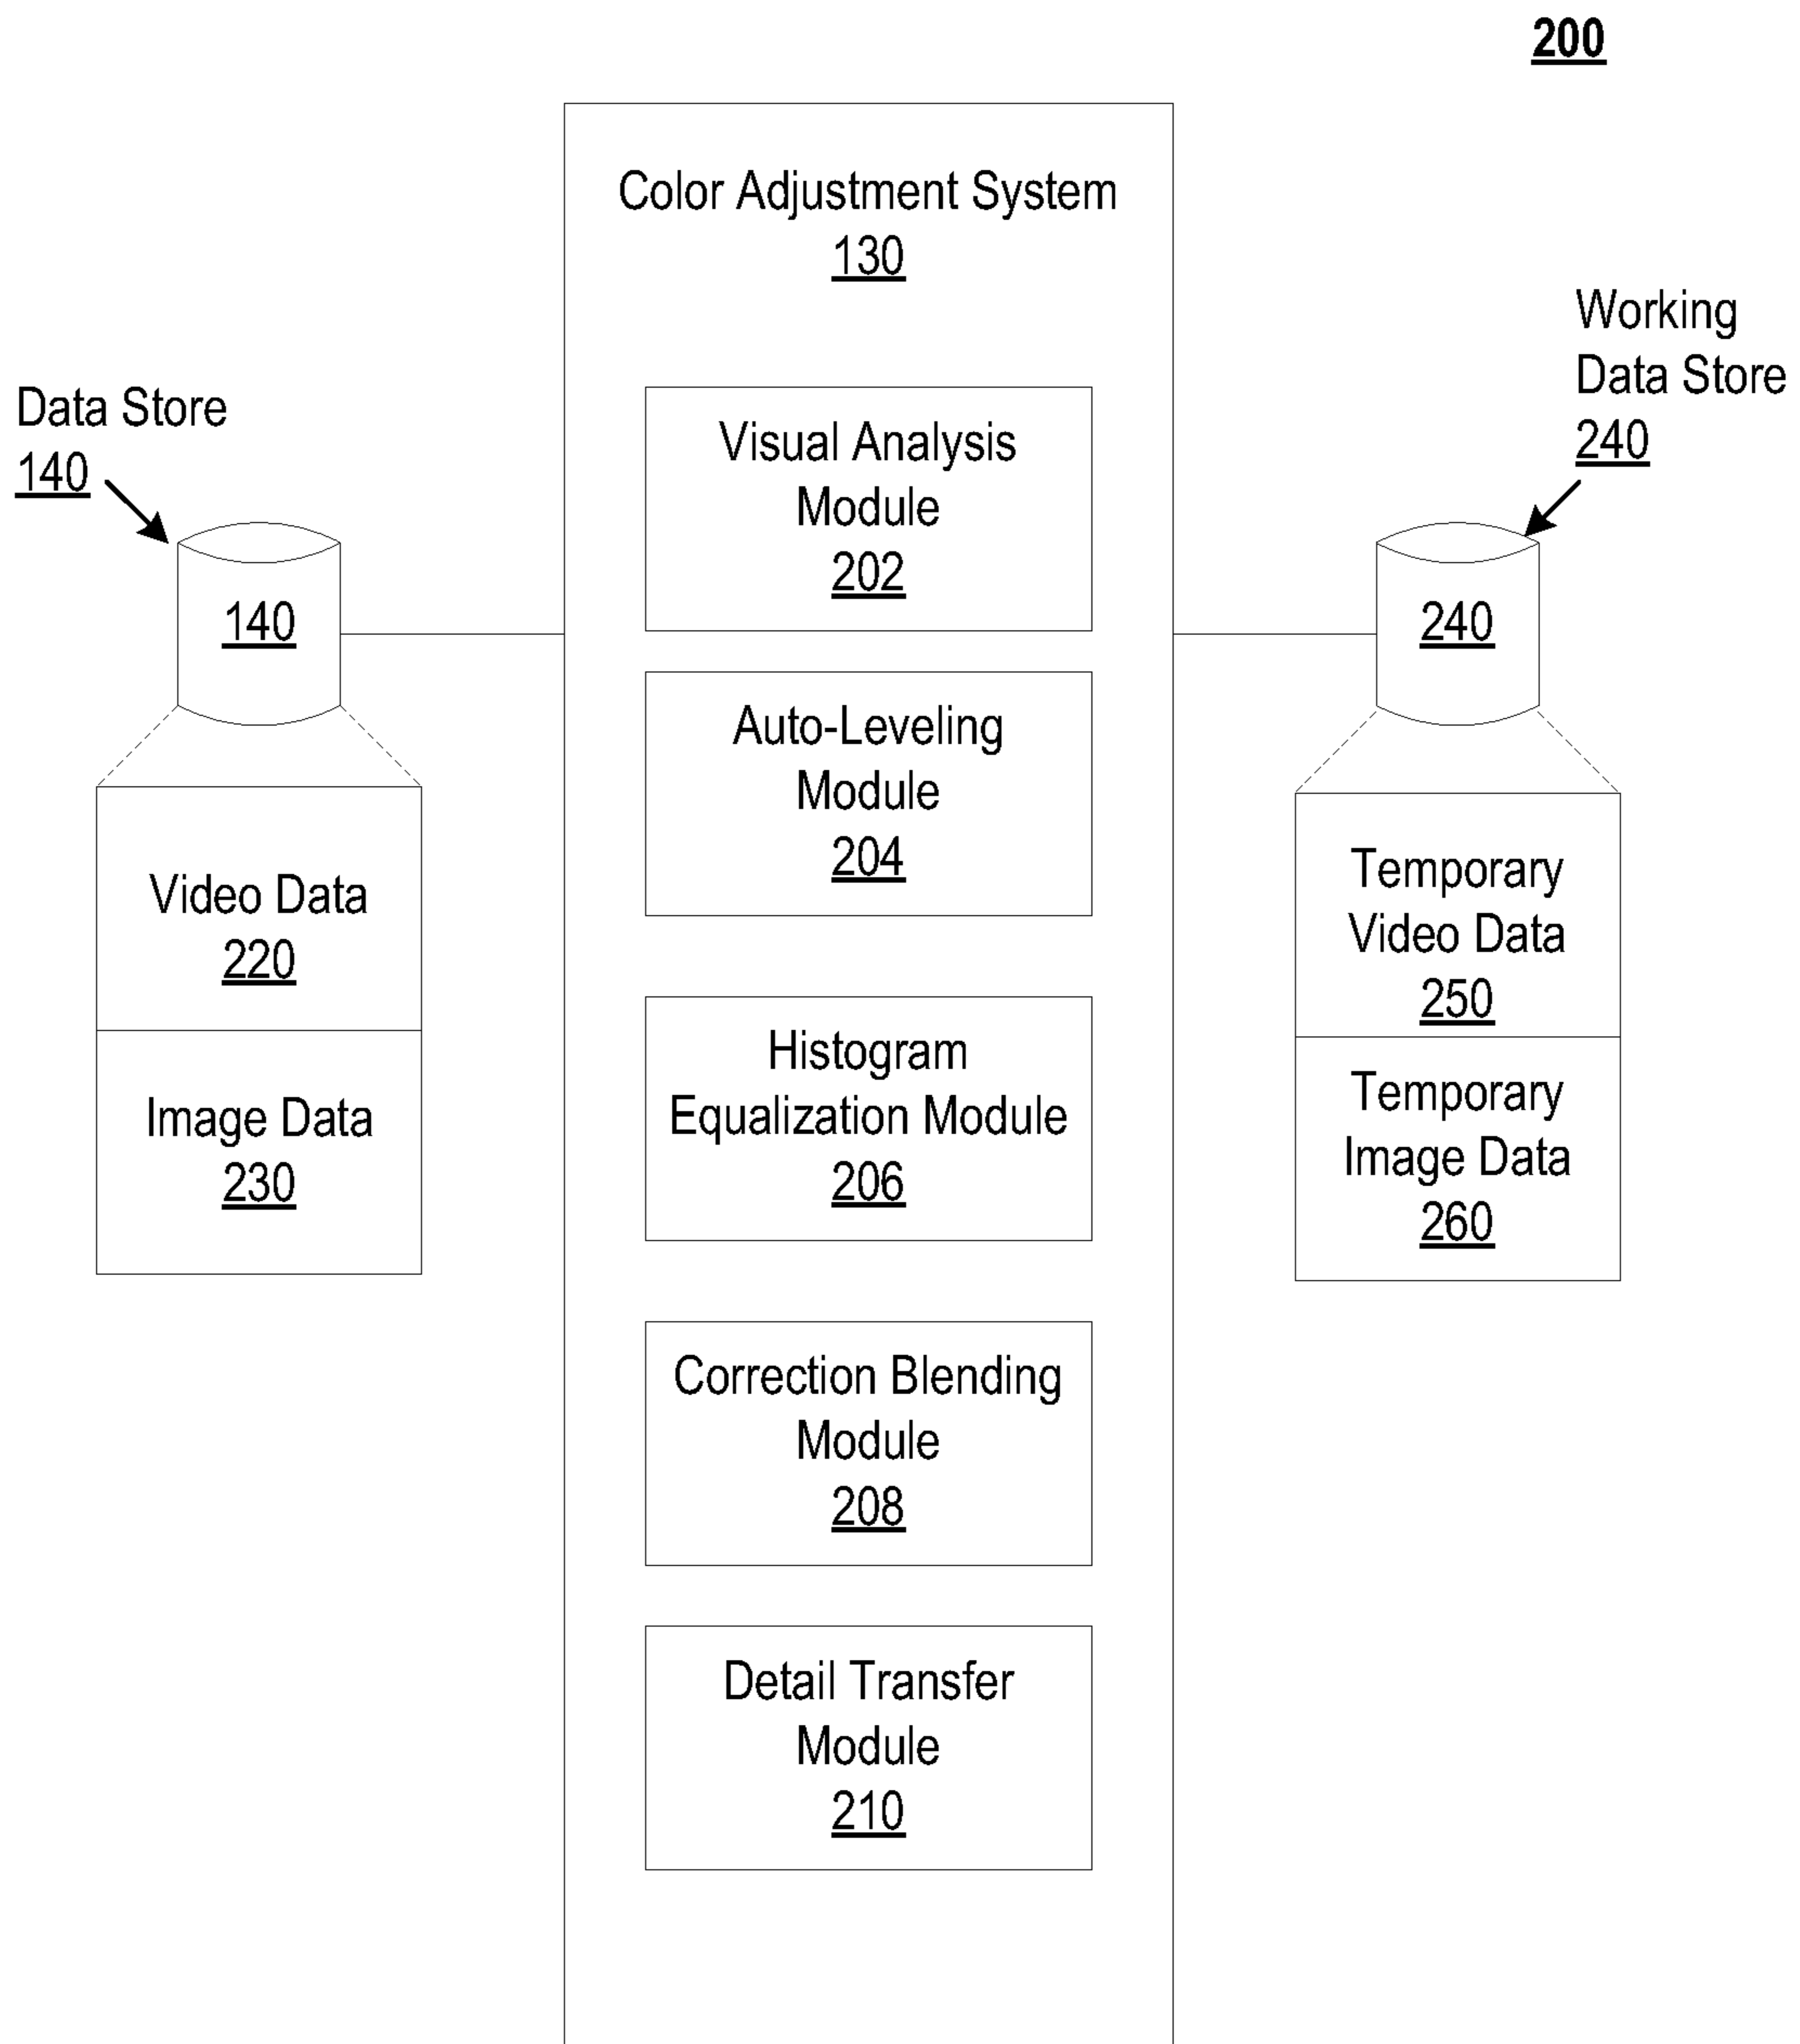 200
Color Adjustment System
130
Data Store
140
140
Video Data
220
Image Data
230
Visual Analysis
Module
202
Auto-Leveling
Module
204
Histogram
Equalization Module
206
Correction Blending
Module
208
Detail Transfer
Module
210
Working
Data Store
240
240
Temporary
Video Data
250
Temporary
Image Data
260